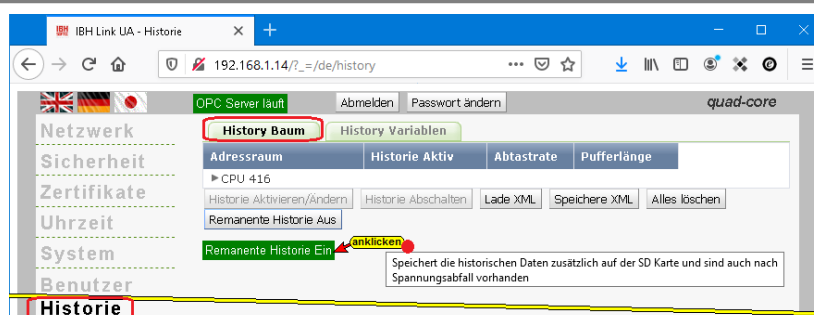 IBH Link UA - Historie
192.168.1.14/?_=/de/history
OPC Server läuft Abmelden Passwort ändern quad-core
Netzwerk
History Baum History Variablen
Sicherheit
Adressraum Historie Aktiv Abtastrate Pufferlänge
CPU 416
Zertifikate
Historie Aktivieren/Ändern Historie Abschalten Lade XML Speichere XML Alles löschen
Uhrzeit
Remanente Historie Aus
System
Remanente Historie Ein anklicken
Speichert die historischen Daten zusätzlich auf der SD Karte und sind auch nach
Spannungsabfall vorhanden
Benutzer
Historie